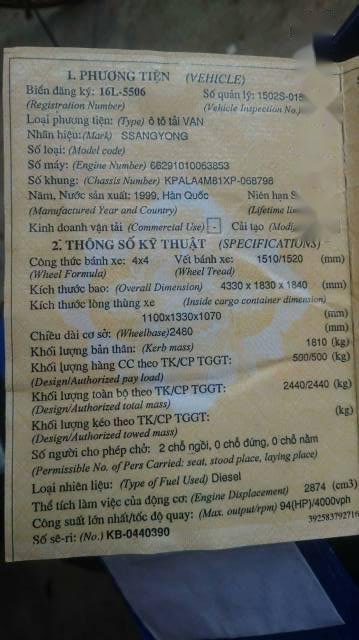 1. PHƯƠNG TIỆN (VEHICLE)
Biển đăng ký: 16L-5506 Số quản lý: 1502S-015
(Registration Number) (Vehicle Inspection No.)
Loại phương tiện: (Type) ô tô tải VAN
Nhãn hiệu: (Mark) SSANGYONG
Số loại: (Model code)
Số máy: (Engine Number) 66291010063853
Số khung: (Chassis Number) KPALA4M81XP-068798
Năm, Nước sản xuất: 1999, Hàn Quốc Niên hạn
(Manufactured Year and Country) (Lifetime
Kinh doanh vận tải (Commercial Use) - Cải tạo
2. THÔNG SỐ KỸ THUẬT (SPECIFICATIONS)
Công thức bánh xe: 4x4 Vết bánh xe: 1510/1520 (mm)
(Wheel Formula) (Wheel Tread)
Kích thước bao: (Overall Dimension) 4330 x 1830 x 1840 (mm)
Kích thước lòng thùng xe (Inside cargo container dimension)
1100x1330x1070 (mm)
Chiều dài cơ sở: (Wheelbase)2480 (mm)
Khối lượng bản thân: (Kerb mass) 1810 (kg)
Khối lượng hàng CC theo TK/CP TGGT: 500/500 (kg)
(Design/Authorized pay load)
Khối lượng toàn bộ theo TK/CP TGGT: 2440/2440 (kg)
(Design/Authorized total mass)
Khối lượng kéo theo TK/CP TGGT: (kg)
(Design/Authorized towed mass)
Số người cho phép chở: 2 chỗ ngồi, 0 chỗ đứng, 0 chỗ nằm
(Permissible No. of Pers Carried: seat, stood place, laying place)
Loại nhiên liệu: (Type of Fuel Used) Diesel
Thể tích làm việc của động cơ: (Engine Displacement) 2874 (cm3)
Công suất lớn nhất/tốc độ quay: (Max. output/rpm) 94(HP)/4000vph
392583792716
Số sê-ri: (No.) KB-0440390